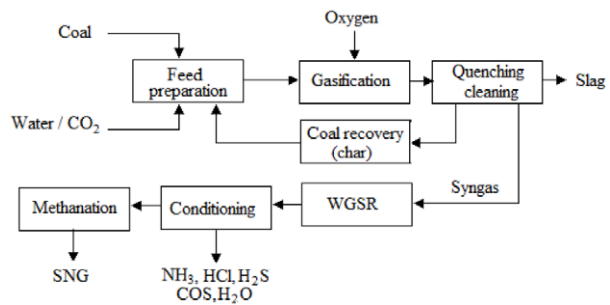 Oxygen
Coal
Feed
preparation
Gasification
Quenching
cleaning
Slag
Water / CO₂
Coal recovery
(char)
Syngas
Methanation
Conditioning
WGSR
SNG
NH₃, HCl, H₂S
COS,H₂O